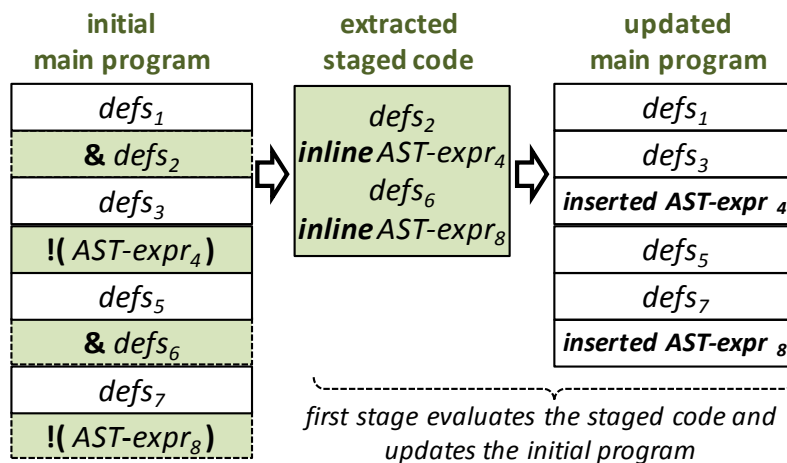 initial
main program
defs₁
& defs₂
defs₃
!( AST-expr₄)
defs₅
& defs₆
defs₇
!( AST-expr₈)
extracted
staged code
defs₂
inline AST-expr₄
defs₆
inline AST-expr₈
updated
main program
defs₁
defs₃
inserted AST-expr ₄
defs₅
defs₇
inserted AST-expr ₈
first stage evaluates the staged code and
updates the initial program